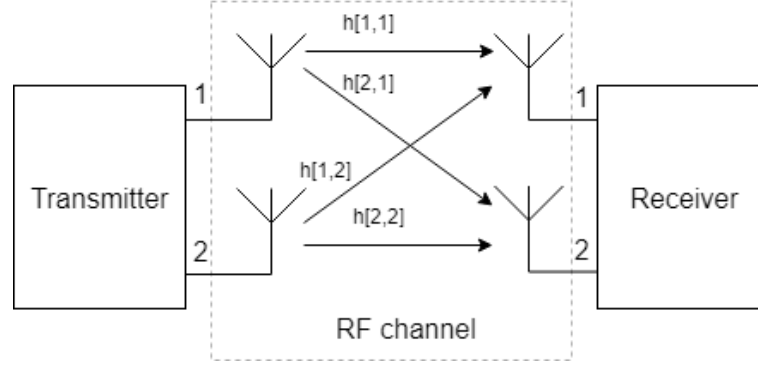 h[1,1]
1
h[2,1]
1
Transmitter
h[1,2]
Receiver
h[2,2]
2
2
RF channel